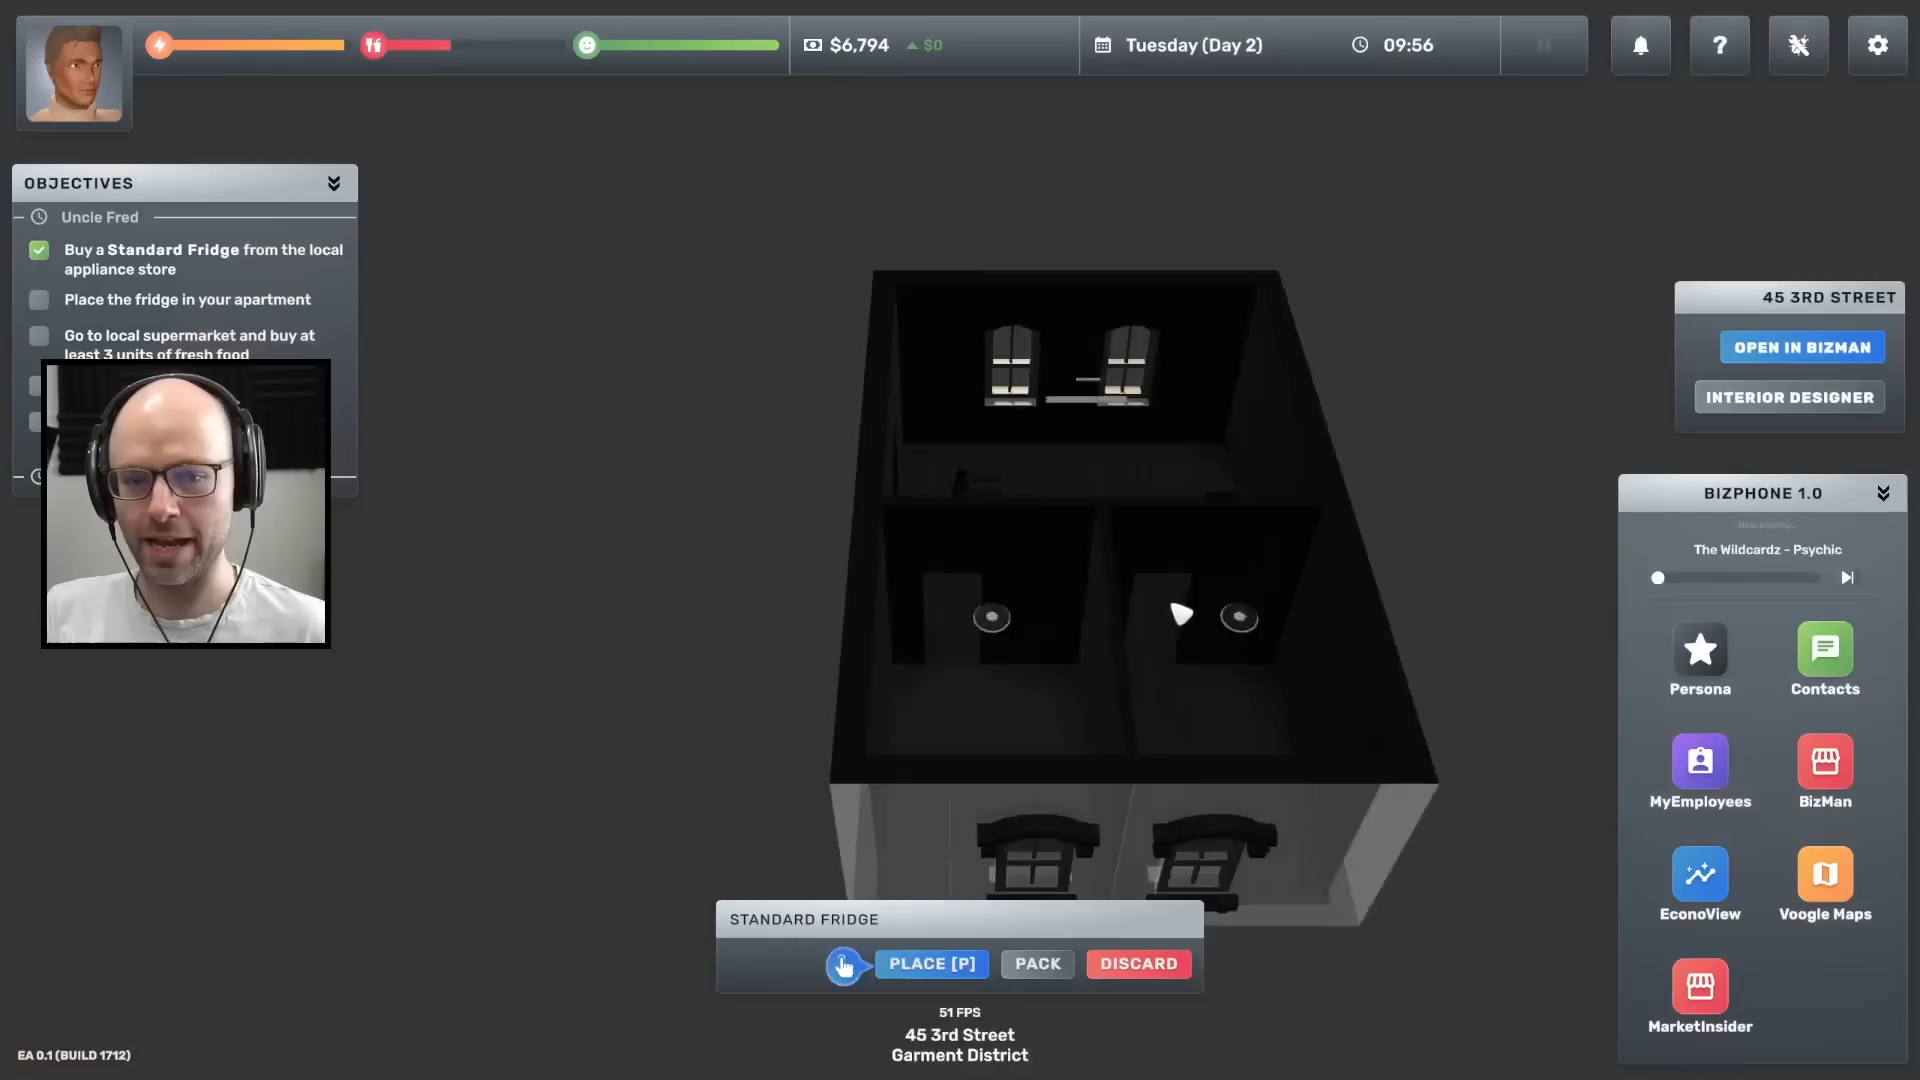 $6,794
$0
Tuesday (Day 2)
09:56
?
OBJECTIVES
Uncle Fred
Buy a Standard Fridge from the local
appliance store
Place the fridge in your apartment
Go to local supermarket and buy at
least 3 units of fresh food
45 3RD STREET
OPEN IN BIZMAN
INTERIOR DESIGNER
BIZPHONE 1.0
Now playing...
The Wildcardz - Psychic
Persona
Contacts
MyEmployees
BizMan
EconoView
Voogle Maps
MarketInsider
STANDARD FRIDGE
PLACE [P]
PACK
DISCARD
51 FPS
45 3rd Street
Garment District
EA 0.1 (BUILD 1712)